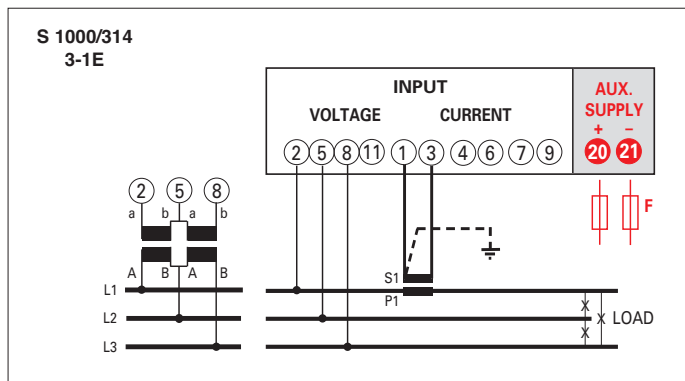 S 1000/314
3-1E
INPUT
VOLTAGE CURRENT
2 5 8 11 1 3 4 6 7 9
AUX.
SUPPLY
+ –
20 21
F
2 5 8
a b a b
A B A B
S1
P1
L1
L2
L3
LOAD
X
X
X